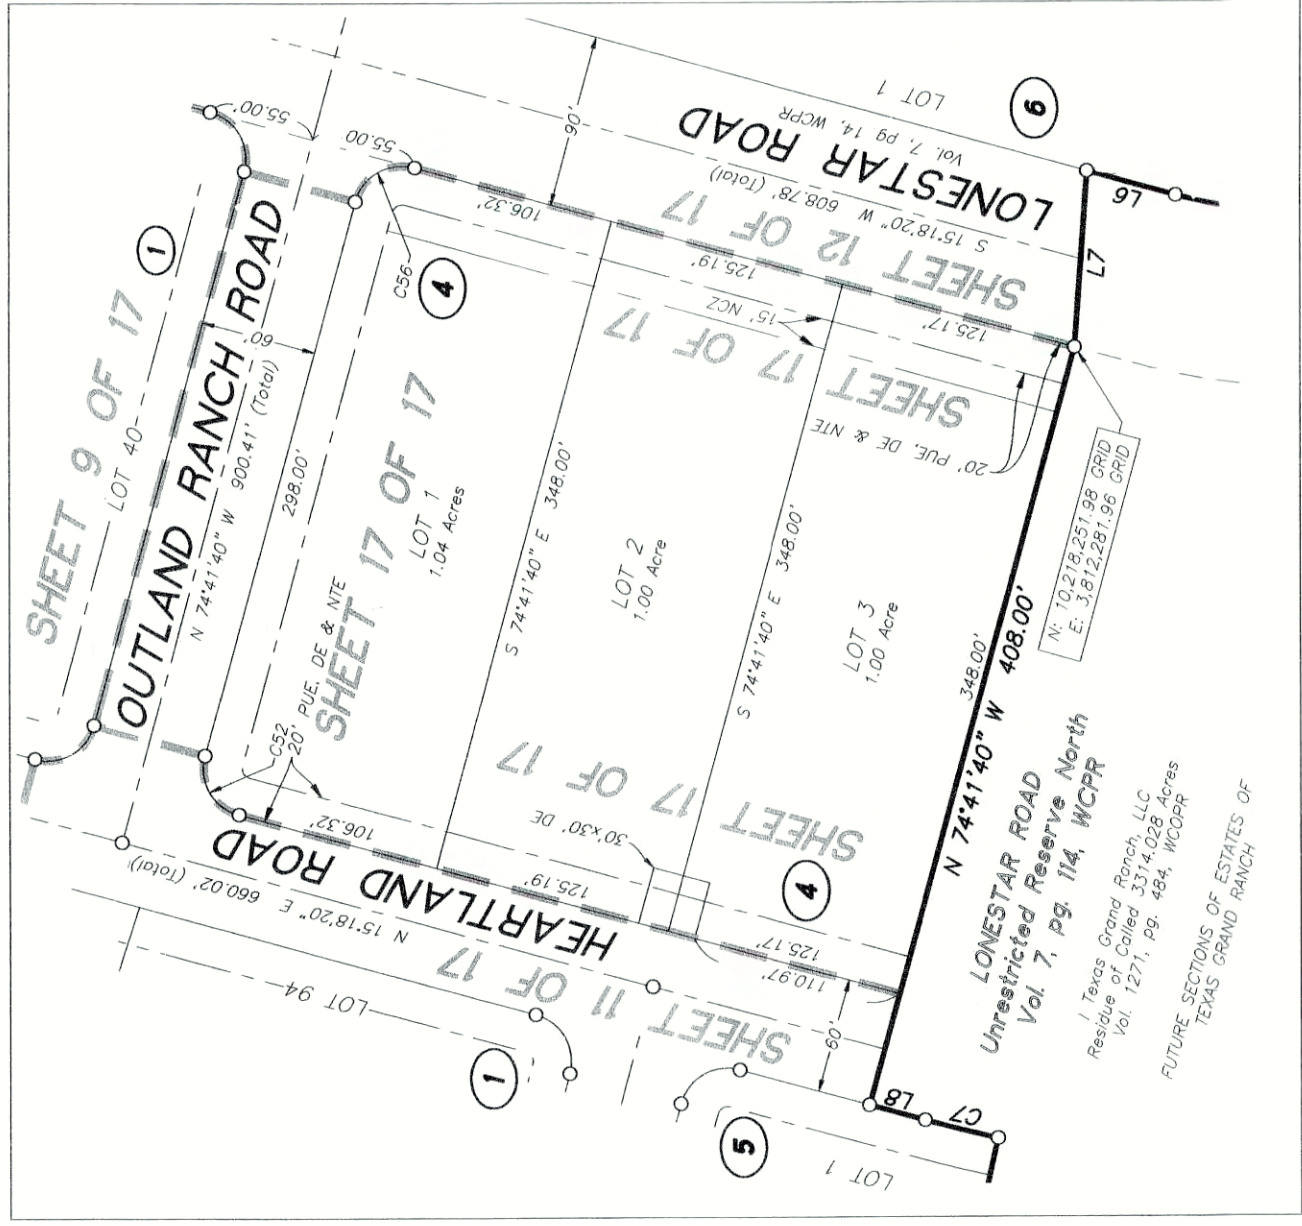 SHEET 9 OF 17
LOT 40
1
OUTLAND RANCH ROAD
N 74°41'40" W 900.41' (Total)
60'
298.00'
55.00'
55.00
90'
LOT 1
6
Vol. 7, pg 14, WCPR
LONESTAR ROAD
S 15°18'20" W 608.78' (Total)
SHEET 12 OF 17
106.32'
125.19'
125.17'
C56
4
15' NCZ
SHEET 17 OF 17
20' PUE, DE & NTE
L6
L7
SHEET 17 OF 17
LOT 1
1.04 Acres
20' PUE, DE & NTE
C52
S 74°41'40" E 348.00'
LOT 2
1.00 Acre
S 74°41'40" E 348.00'
LOT 3
1.00 Acre
348.00'
N 74°41'40" W 408.00'
N: 10,218,251.98 GRID
E: 3,812,281.96 GRID
SHEET 17 OF 17
30'x30' DE
4
106.32'
125.19'
125.17'
110.97'
HEARTLAND ROAD
N 15°18'20" E 660.02' (Total)
SHEET 11 OF 17
LOT 94
1
60'
5
LOT 1
L8
C7
LONESTAR ROAD
Unrestricted Reserve North
Vol. 7, pg. 114, WCPR
/ Texas Grand Ranch, LLC
Residue of Called 3314.028 Acres
Vol. 1271, pg. 484, WCOPR
FUTURE SECTIONS OF ESTATES OF
TEXAS GRAND RANCH